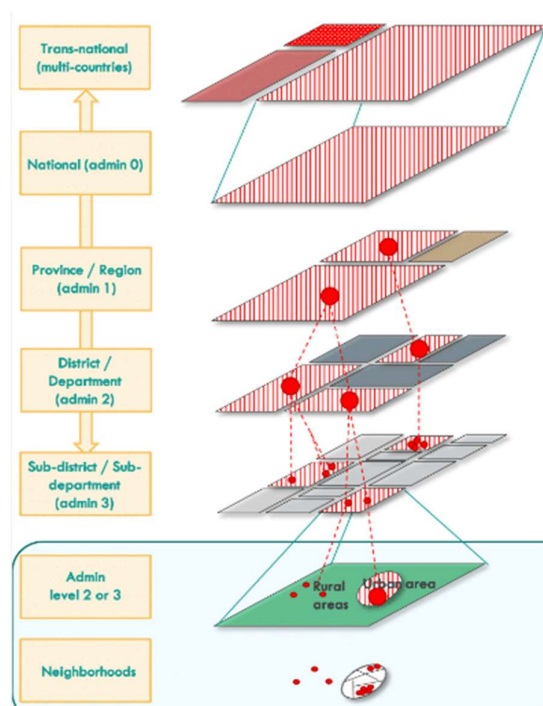 Trans-national
(multi-countries)
National (admin 0)
Province / Region
(admin 1)
District /
Department
(admin 2)
Sub-district / Sub-
department
(admin 3)
Admin
level 2 or 3
Rural
areas
Urban area
Neighborhoods